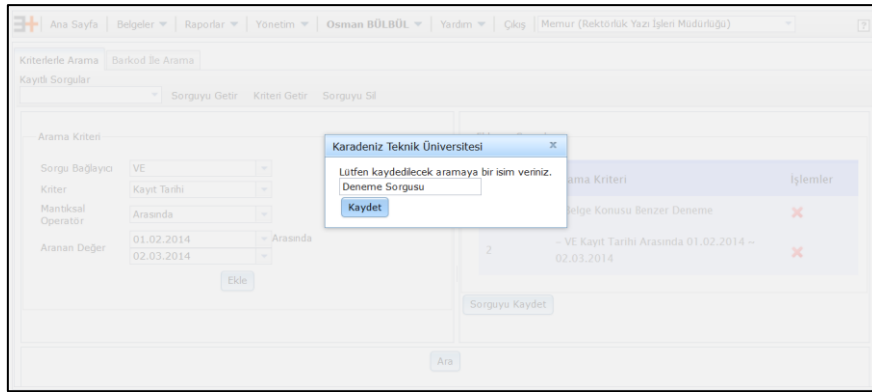 Ana Sayfa Belgeler Raporlar Yönetim Osman BÜLBÜL Yardım Çıkış Memur (Rektörlük Yazı İşleri Müdürlüğü) ?
Kriterlerle Arama Barkod İle Arama
Kayıtlı Sorgular
Sorguyu Getir Kriteri Getir Sorguyu Sil
Arama Kriteri
Sorgu Bağlayıcı VE
Kriter Kayıt Tarihi
Mantıksal
Operatör
Arasında
Aranan Değer
01.02.2014 Arasında
02.03.2014
Ekle
Karadeniz Teknik Üniversitesi x
Lütfen kaydedilecek aramaya bir isim veriniz.
Deneme Sorgusu
Kaydet
Kriteri İşlemler
Belge Konusu Benzer Deneme
2 ~ VE Kayıt Tarihi Arasında 01.02.2014 ~
02.03.2014
Sorguyu Kaydet
Ara